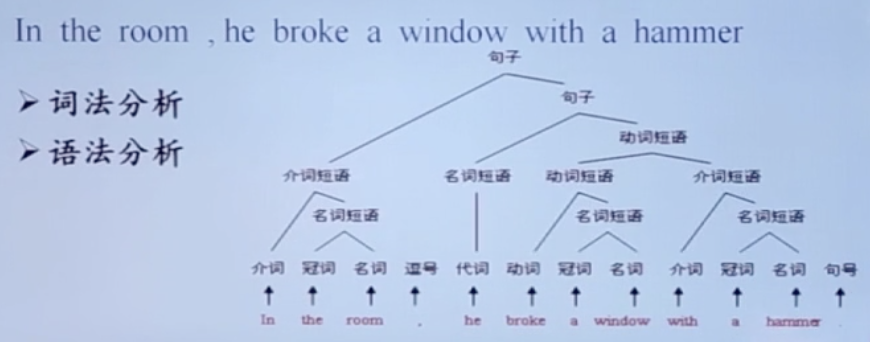 In the room , he broke a window with a hammer
句子
➢ 词法分析
句子
动词短语
➢ 语法分析
介词短语 名词短语 动词短语 介词短语
名词短语 名词短语 名词短语
介词 冠词 名词 逗号 代词 动词 冠词 名词 介词 冠词 名词 句号
In the room , he broke a window with a hammer .